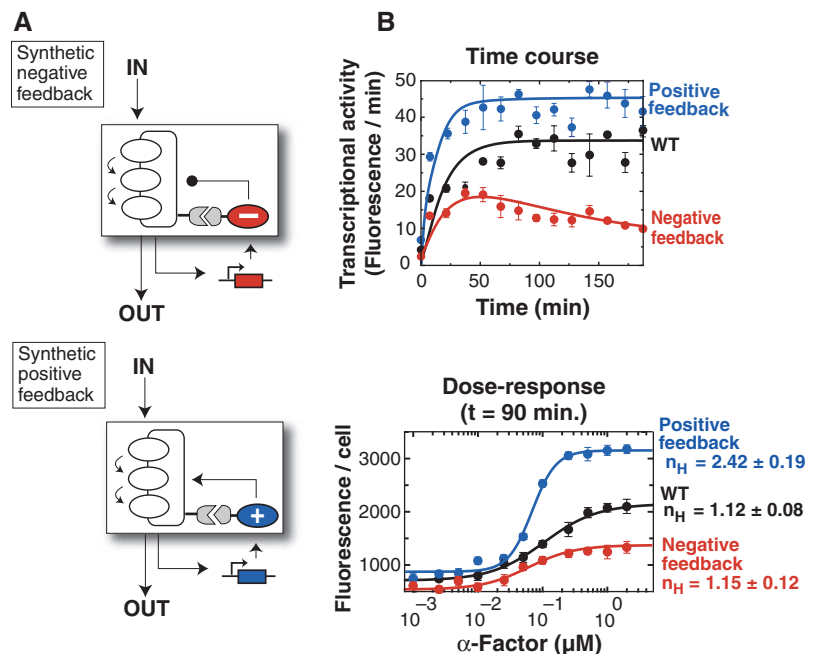 A
Synthetic
negative
feedback
IN
−
OUT
Synthetic
positive
feedback
IN
+
OUT
B
Time course
Transcriptional activity
(Fluorescence / min)
50
40
30
20
10
0
0 50 100 150
Time (min)
Positive
feedback
WT
Negative
feedback
Dose-response
(t = 90 min.)
Fluorescence / cell
3000
2000
1000
10⁻³ 10⁻² 10⁻¹ 10⁰
α-Factor (µM)
Positive
feedback
n_H = 2.42 ± 0.19
WT
n_H = 1.12 ± 0.08
Negative
feedback
n_H = 1.15 ± 0.12